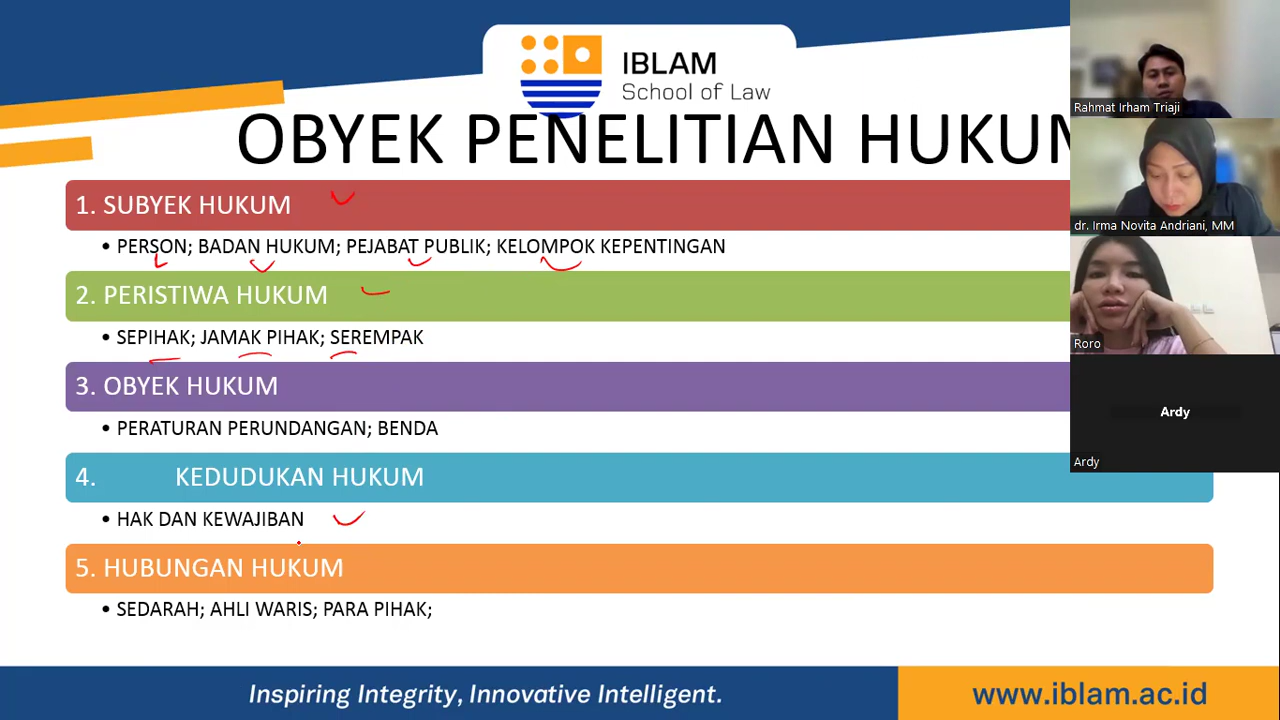 IBLAM
School of Law
OBYEK PENELITIAN HUKUM
1. SUBYEK HUKUM
• PERSON; BADAN HUKUM; PEJABAT PUBLIK; KELOMPOK KEPENTINGAN
2. PERISTIWA HUKUM
• SEPIHAK; JAMAK PIHAK; SEREMPAK
3. OBYEK HUKUM
• PERATURAN PERUNDANGAN; BENDA
4. KEDUDUKAN HUKUM
• HAK DAN KEWAJIBAN
5. HUBUNGAN HUKUM
• SEDARAH; AHLI WARIS; PARA PIHAK;
Inspiring Integrity, Innovative Intelligent.
www.iblam.ac.id
Rahmat Irham Triaji
dr. Irma Novita Andriani, MM
Roro
Ardy
Ardy